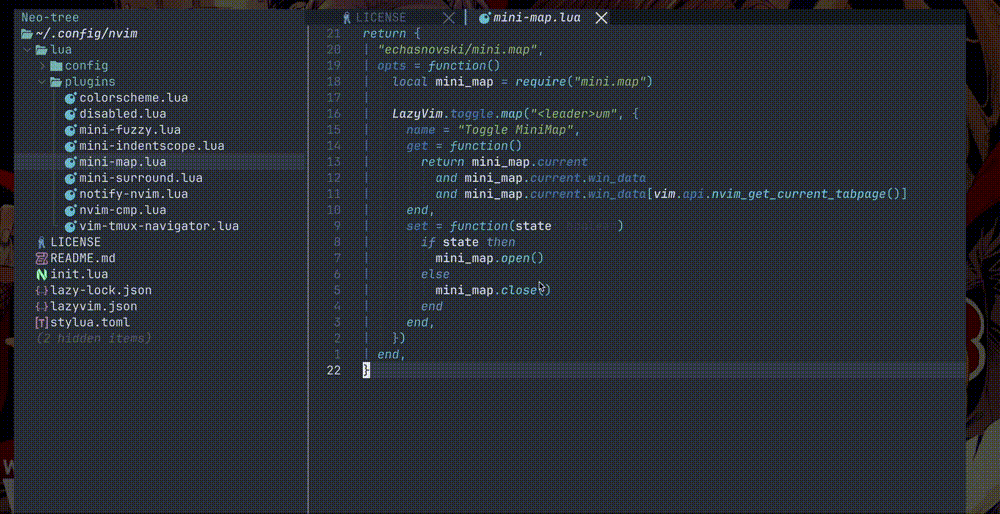 Neo-tree
~/.config/nvim
lua
config
plugins
colorscheme.lua
disabled.lua
mini-fuzzy.lua
mini-indentscope.lua
mini-map.lua
mini-surround.lua
notify-nvim.lua
nvim-cmp.lua
vim-tmux-navigator.lua
LICENSE
README.md
init.lua
lazy-lock.json
lazyvim.json
stylua.toml
(2 hidden items)
LICENSE mini-map.lua
21 return {
20 "echasnovski/mini.map",
19 opts = function()
18 local mini_map = require("mini.map")
17
16 LazyVim.toggle.map("<leader>um", {
15 name = "Toggle MiniMap",
14 get = function()
13 return mini_map.current
12 and mini_map.current.win_data
11 and mini_map.current.win_data[vim.api.nvim_get_current_tabpage()]
10 end,
9 set = function(state boolean)
8 if state then
7 mini_map.open()
6 else
5 mini_map.close()
4 end
3 end,
2 })
1 end,
22 }